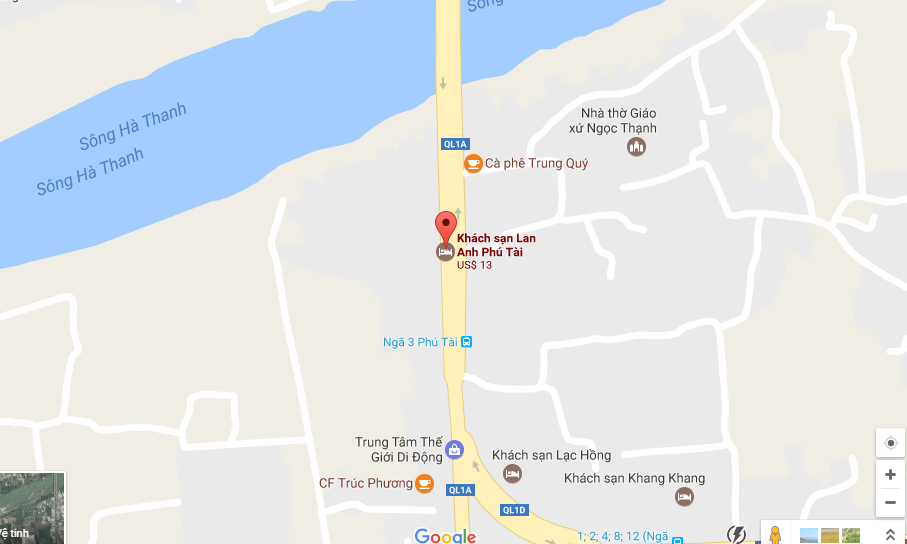 Sông
Sông Hà Thanh
Sông Hà Thanh
Nhà thờ Giáo
xứ Ngọc Thạnh
QL1A
Cà phê Trung Quý
Khách sạn Lan
Anh Phú Tài
US$ 13
Ngã 3 Phú Tài
Trung Tâm Thế
Giới Di Động
Khách sạn Lạc Hồng
CF Trúc Phương
Khách sạn Khang Khang
QL1A
QL1D
Vệ tinh
Google
1; 2; 4; 8; 12 (Ngã